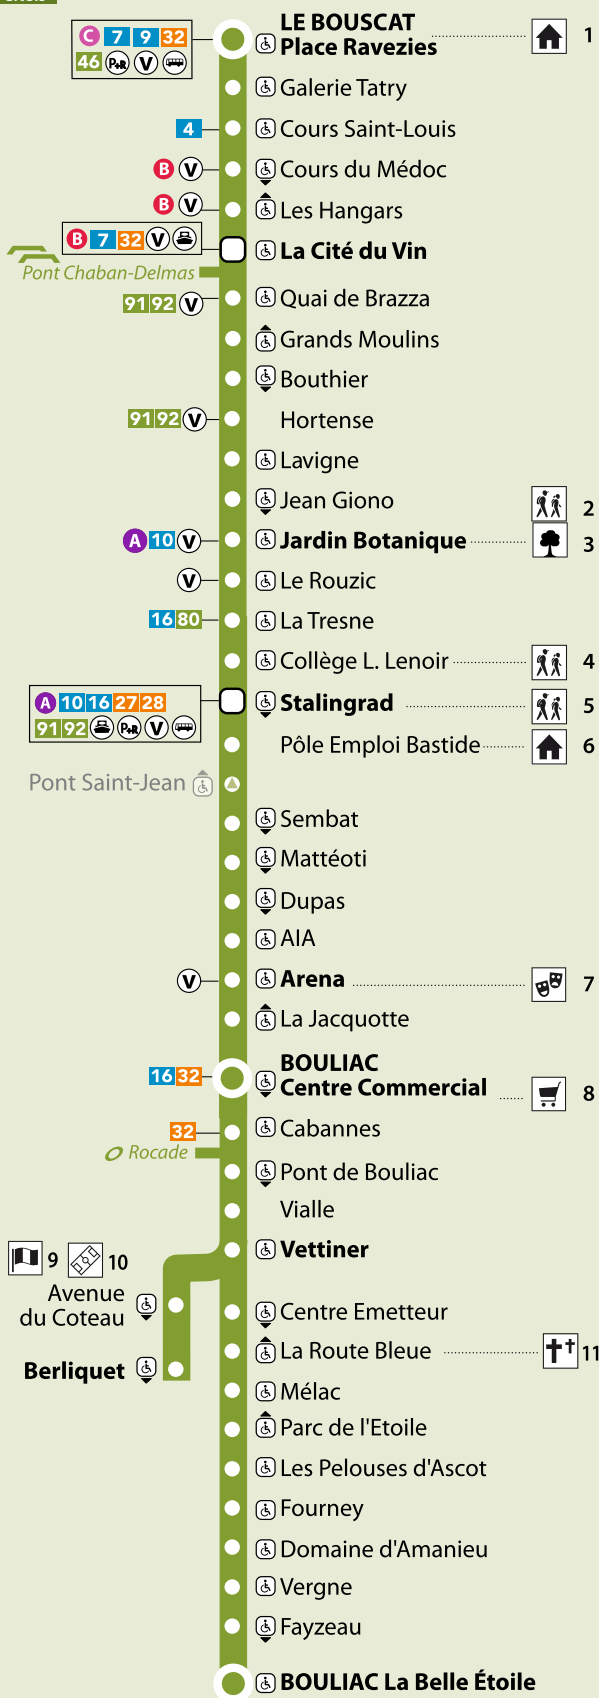 C 7 9 32
46 P+R V
LE BOUSCAT
Place Ravezies
1
Galerie Tatry
4
Cours Saint-Louis
B V
Cours du Médoc
B V
Les Hangars
B 7 32 V
La Cité du Vin
Pont Chaban-Delmas
91 92 V
Quai de Brazza
Grands Moulins
Bouthier
91 92 V
Hortense
Lavigne
Jean Giono
2
A 10 V
Jardin Botanique
3
V
Le Rouzic
16 80
La Tresne
Collège L. Lenoir
4
A 10 16 27 28
91 92 P+R V
Stalingrad
5
Pôle Emploi Bastide
6
Pont Saint-Jean
Sembat
Mattéoti
Dupas
AIA
V
Arena
7
La Jacquotte
16 32
BOULIAC
Centre Commercial
8
32
Cabannes
Rocade
Pont de Bouliac
Vialle
Vettiner
9
10
Avenue
du Coteau
Berliquet
Centre Emetteur
La Route Bleue
11
Mélac
Parc de l'Etoile
Les Pelouses d'Ascot
Fourney
Domaine d'Amanieu
Vergne
Fayzeau
BOULIAC La Belle Étoile